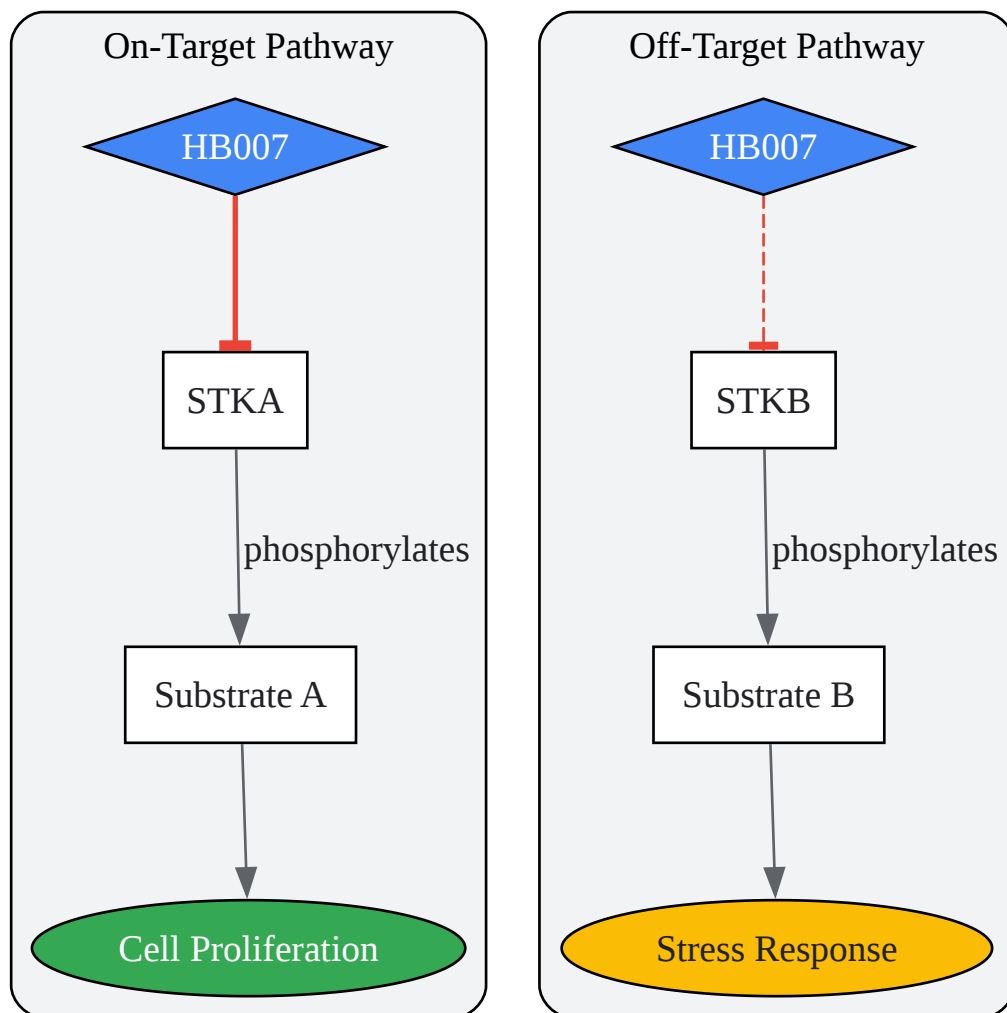 On-Target Pathway
HB007
STKA
phosphorylates
Substrate A
Cell Proliferation
Off-Target Pathway
HB007
STKB
phosphorylates
Substrate B
Stress Response